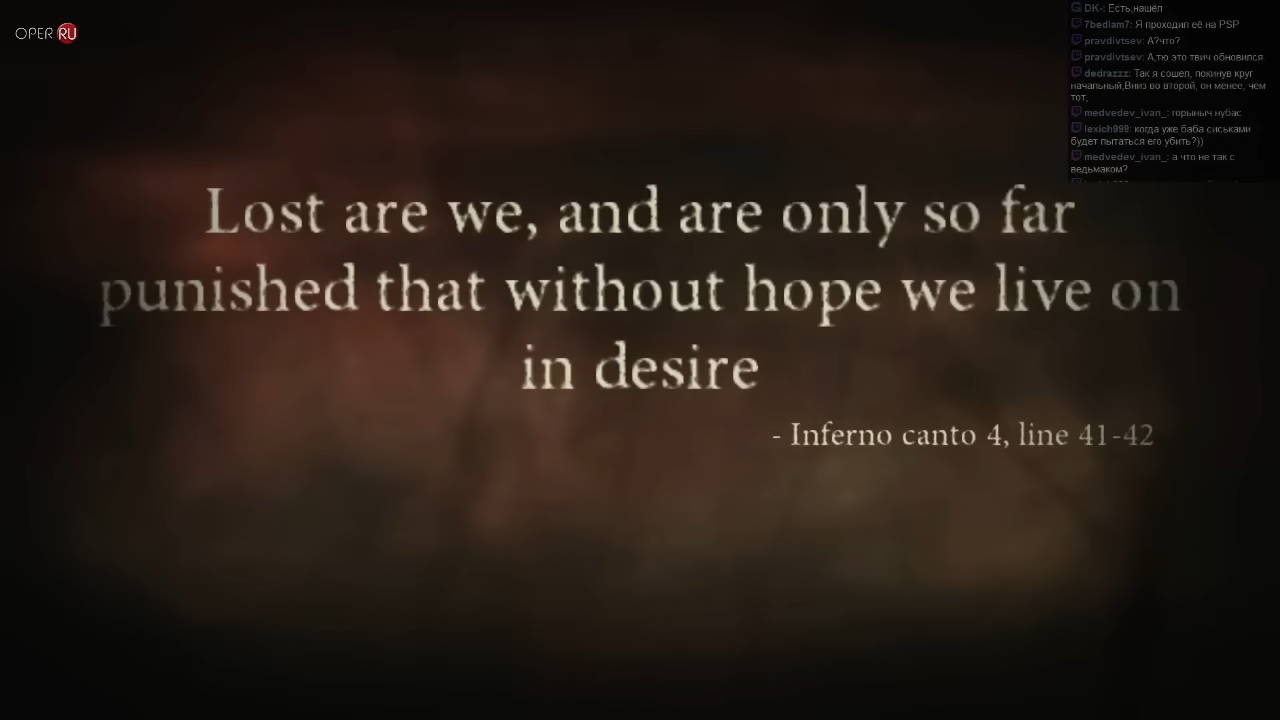 OPER RU
DK-: Есть,нашёл
7bedlam7: Я проходил её на PSP
pravdivtsev: А?что?
pravdivtsev: А,тю это твич обновился
dedrazzz: Так я сошел, покинув круг
начальный,Вниз во второй; он менее, чем
тот,
medvedev_ivan_: горыныч нубас
lexich999: когда уже баба сиськами
будет пытаться его убить?))
medvedev_ivan_: а что не так с
ведьмаком?
Lost are we, and are only so far
punished that without hope we live on
in desire
- Inferno canto 4, line 41-42